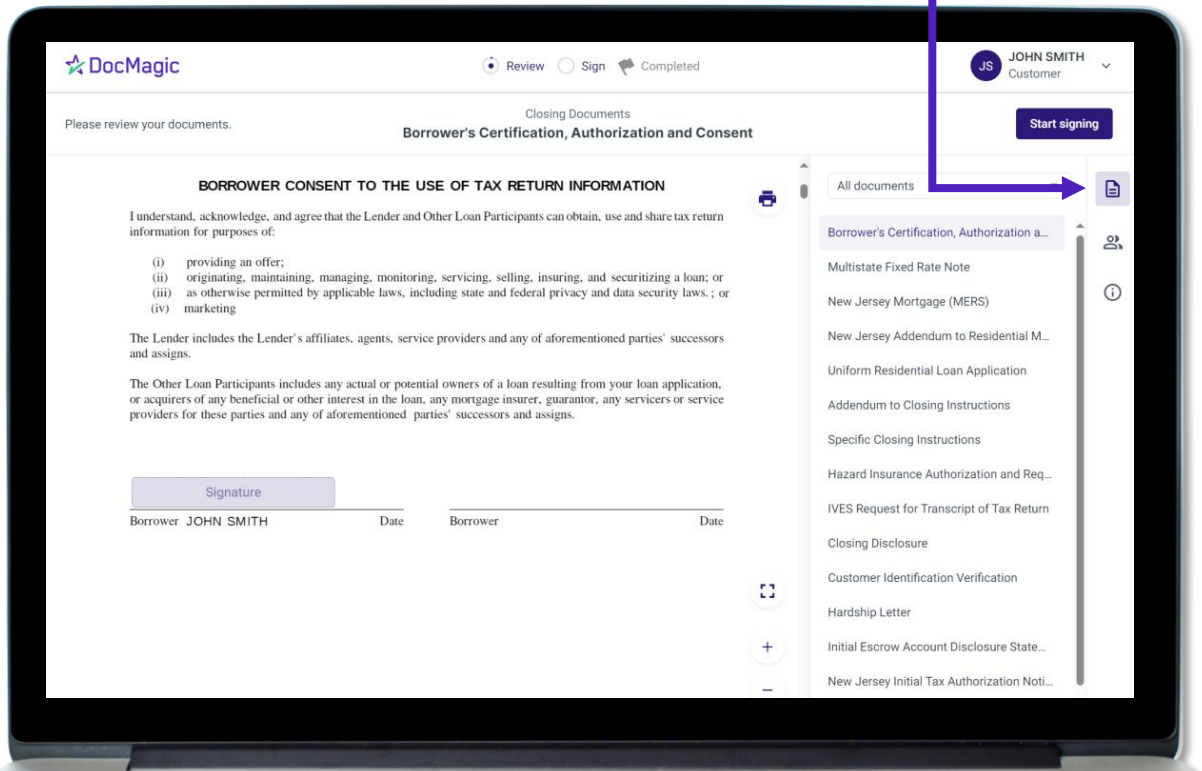 DocMagic
Review Sign Completed
JS
JOHN SMITH
Customer
Please review your documents.
Closing Documents
Borrower's Certification, Authorization and Consent
Start signing
BORROWER CONSENT TO THE USE OF TAX RETURN INFORMATION
I understand, acknowledge, and agree that the Lender and Other Loan Participants can obtain, use and share tax return
information for purposes of:
(i) providing an offer;
(ii) originating, maintaining, managing, monitoring, servicing, selling, insuring, and securitizing a loan; or
(iii) as otherwise permitted by applicable laws, including state and federal privacy and data security laws. ; or
(iv) marketing
The Lender includes the Lender's affiliates, agents, service providers and any of aforementioned parties' successors
and assigns.
The Other Loan Participants includes any actual or potential owners of a loan resulting from your loan application,
or acquirers of any beneficial or other interest in the loan, any mortgage insurer, guarantor, any servicers or service
providers for these parties and any of aforementioned parties' successors and assigns.
Signature
Borrower JOHN SMITH Date Borrower Date
All documents
Borrower's Certification, Authorization a...
Multistate Fixed Rate Note
New Jersey Mortgage (MERS)
New Jersey Addendum to Residential M...
Uniform Residential Loan Application
Addendum to Closing Instructions
Specific Closing Instructions
Hazard Insurance Authorization and Req...
IVES Request for Transcript of Tax Return
Closing Disclosure
Customer Identification Verification
Hardship Letter
Initial Escrow Account Disclosure State...
New Jersey Initial Tax Authorization Noti...